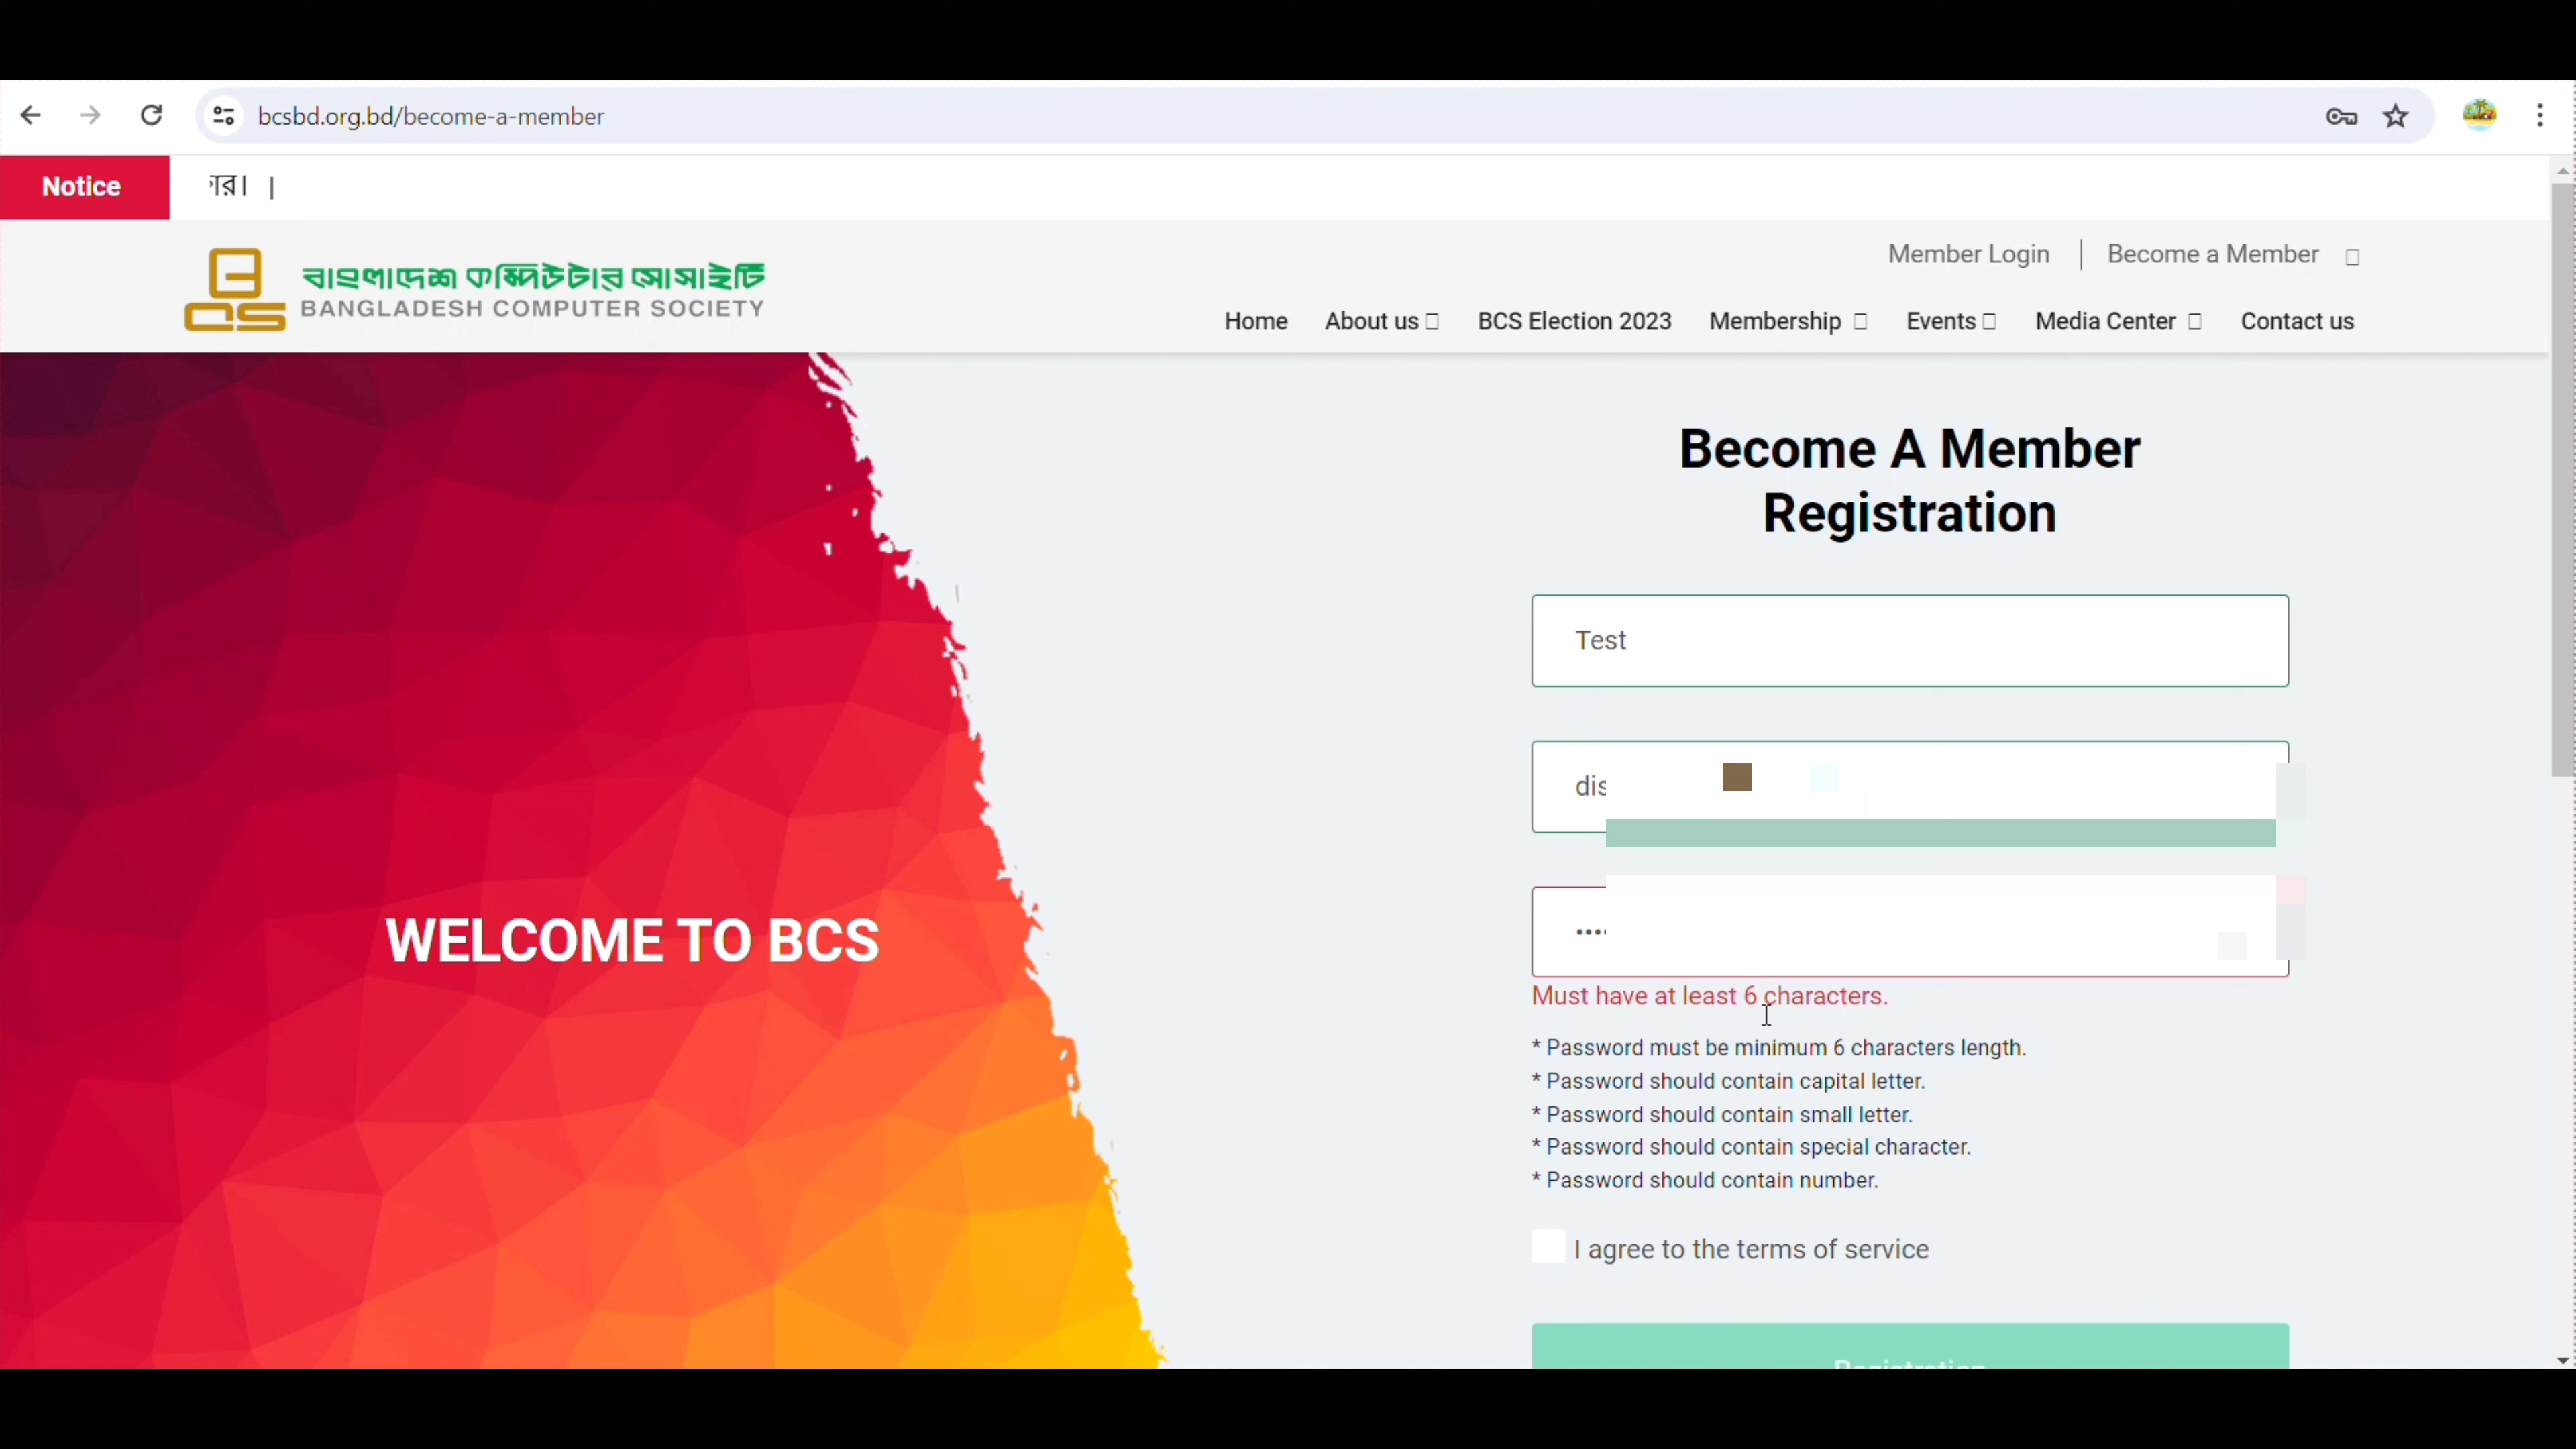 bcsbd.org.bd/become-a-member
Notice
ার। |
বাংলাদেশ কম্পিউটার সোসাইটি
BANGLADESH COMPUTER SOCIETY
Member Login | Become a Member
Home About us BCS Election 2023 Membership Events Media Center Contact us
Become A Member
Registration
Test
dis
••••
WELCOME TO BCS
Must have at least 6 characters.
* Password must be minimum 6 characters length.
* Password should contain capital letter.
* Password should contain small letter.
* Password should contain special character.
* Password should contain number.
I agree to the terms of service
Registration